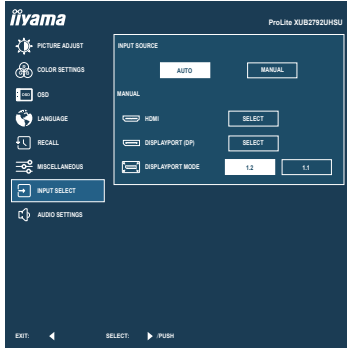 iiyama
ProLite XUB2792UHSU
PICTURE ADJUST
COLOR SETTINGS
OSD
OSD
LANGUAGE
RECALL
MISCELLANEOUS
INPUT SELECT
AUDIO SETTINGS
INPUT SOURCE
AUTO
MANUAL
MANUAL
HDMI
SELECT
DISPLAYPORT (DP)
SELECT
DISPLAYPORT MODE
1.2
1.1
EXIT:
SELECT:
/PUSH